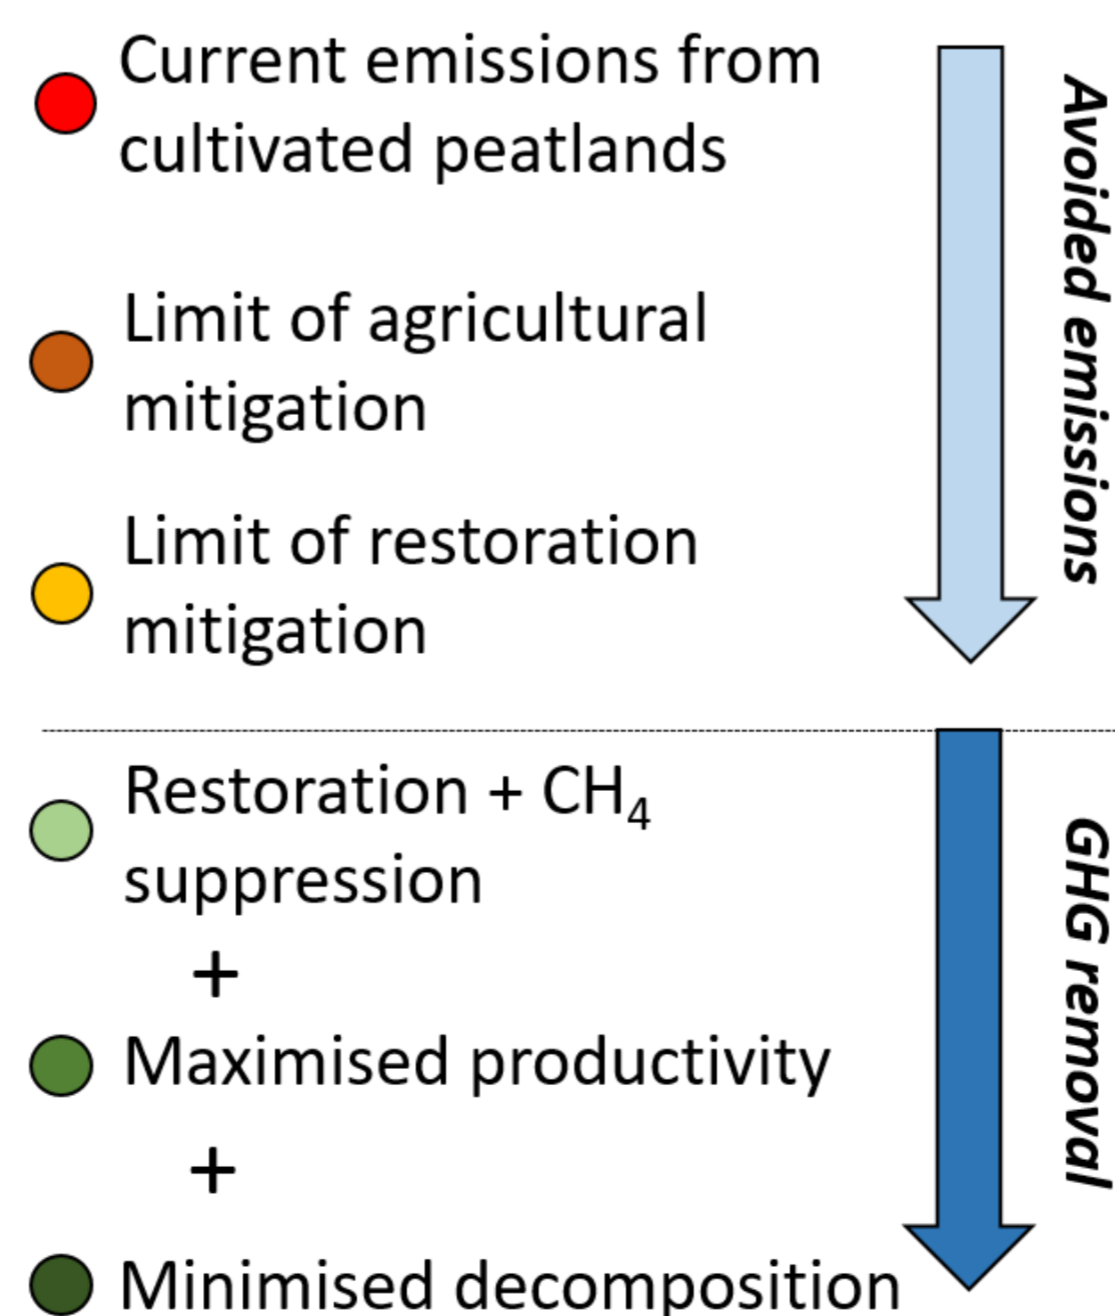 Current emissions from
cultivated peatlands
Limit of agricultural
mitigation
Limit of restoration
mitigation
Avoided emissions
Restoration + CH₄
suppression
+
Maximised productivity
+
Minimised decomposition
GHG removal